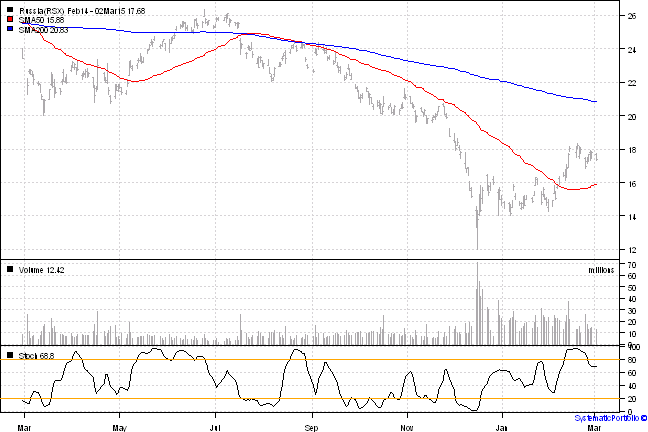 Russia(RSX) Feb14 - 02Mar15 17.68
SMA50 15.88
SMA200 20.83
26
24
22
20
18
16
14
12
Volume 12.42
millions
70
60
50
40
30
20
10
0
Stoch 68.8
100
80
60
40
20
0
Mar May Jul Sep Nov Jan Mar
SystematicPortfolio ©